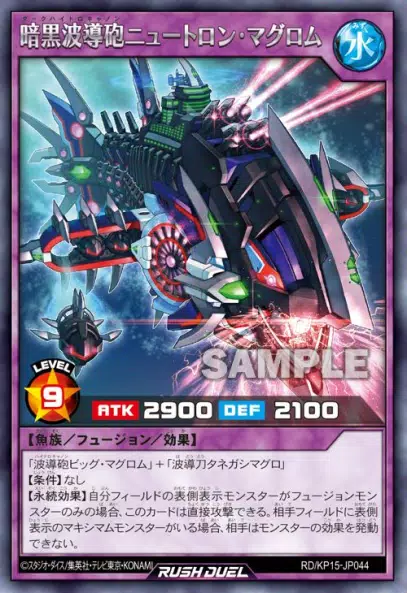 ダークハイドロキャノン
暗黒波導砲ニュートロン・マグロム
みず
水
SAMPLE
LEVEL
9
ATK 2900 DEF 2100
【魚族／フュージョン／効果】
「波導砲ビッグ・マグロム」+「波導刀タネガシマグロ」
【条件】なし
【永続効果】自分フィールドの表側表示モンスターがフュージョンモン
スターのみの場合、このカードは直接攻撃できる。相手フィールドに表側
表示のマキシマムモンスターがいる場合、相手はモンスターの効果を発動
できない。
©スタジオ・ダイス/集英社・テレビ東京・KONAMI
RUSH DUEL
RD/KP15-JP044